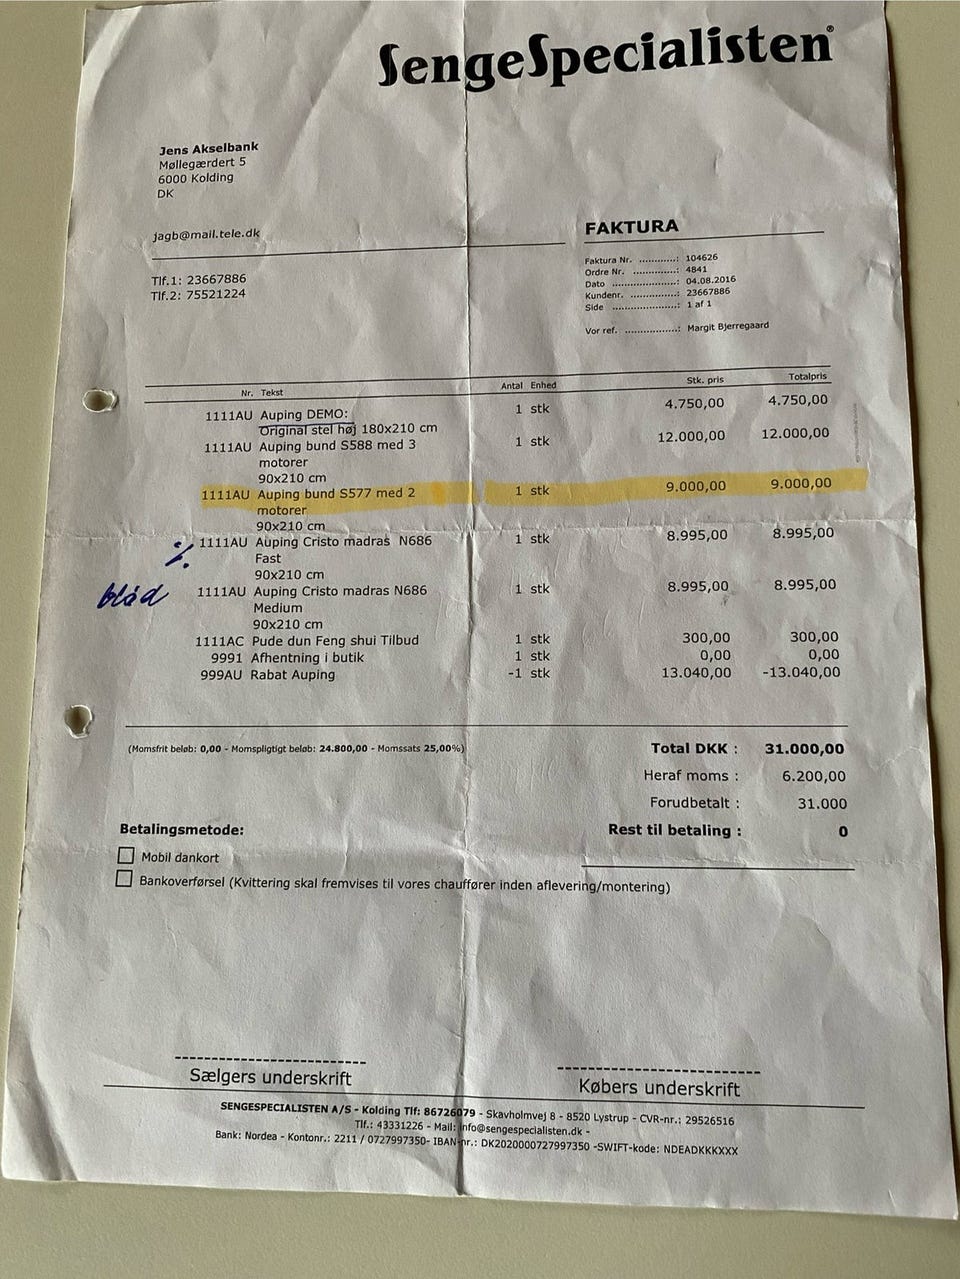 SengeSpecialisten®
Jens Akselbank
Møllegærdert 5
6000 Kolding
DK
jagb@mail.tele.dk
Tlf.1: 23667886
Tlf.2: 75521224
FAKTURA
Faktura Nr. ............: 104626
Ordre Nr. ..............: 4841
Dato .....................: 04.08.2016
Kundenr. ...............: 23667886
Side .....................: 1 af 1
Vor ref. .................: Margit Bjerregaard
Nr. Tekst Antal Enhed Stk. pris Totalpris
1111AU Auping DEMO: 1 stk 4.750,00 4.750,00
Original stel høj 180x210 cm
1111AU Auping bund S588 med 3 1 stk 12.000,00 12.000,00
motorer
90x210 cm
1111AU Auping bund S577 med 2 1 stk 9.000,00 9.000,00
motorer
90x210 cm
1111AU Auping Cristo madras N686 1 stk 8.995,00 8.995,00
Fast
90x210 cm
blød 1111AU Auping Cristo madras N686 1 stk 8.995,00 8.995,00
Medium
90x210 cm
1111AC Pude dun Feng shui Tilbud 1 stk 300,00 300,00
9991 Afhentning i butik 1 stk 0,00 0,00
999AU Rabat Auping -1 stk 13.040,00 -13.040,00
(Momsfrit beløb: 0,00 - Momspligtigt beløb: 24.800,00 - Momssats 25,00%)
Total DKK : 31.000,00
Heraf moms : 6.200,00
Forudbetalt : 31.000
Rest til betaling : 0
Betalingsmetode:
Mobil dankort
Bankoverførsel (Kvittering skal fremvises til vores chauffører inden aflevering/montering)
Sælgers underskrift
Købers underskrift
SENGESPECIALISTEN A/S - Kolding Tlf: 86726079 - Skavholmvej 8 - 8520 Lystrup - CVR-nr.: 29526516
Tlf.: 43331226 - Mail: info@sengespecialisten.dk -
Bank: Nordea - Kontonr.: 2211 / 0727997350- IBAN-nr.: DK2020000727997350 -SWIFT-kode: NDEADKKKXXX